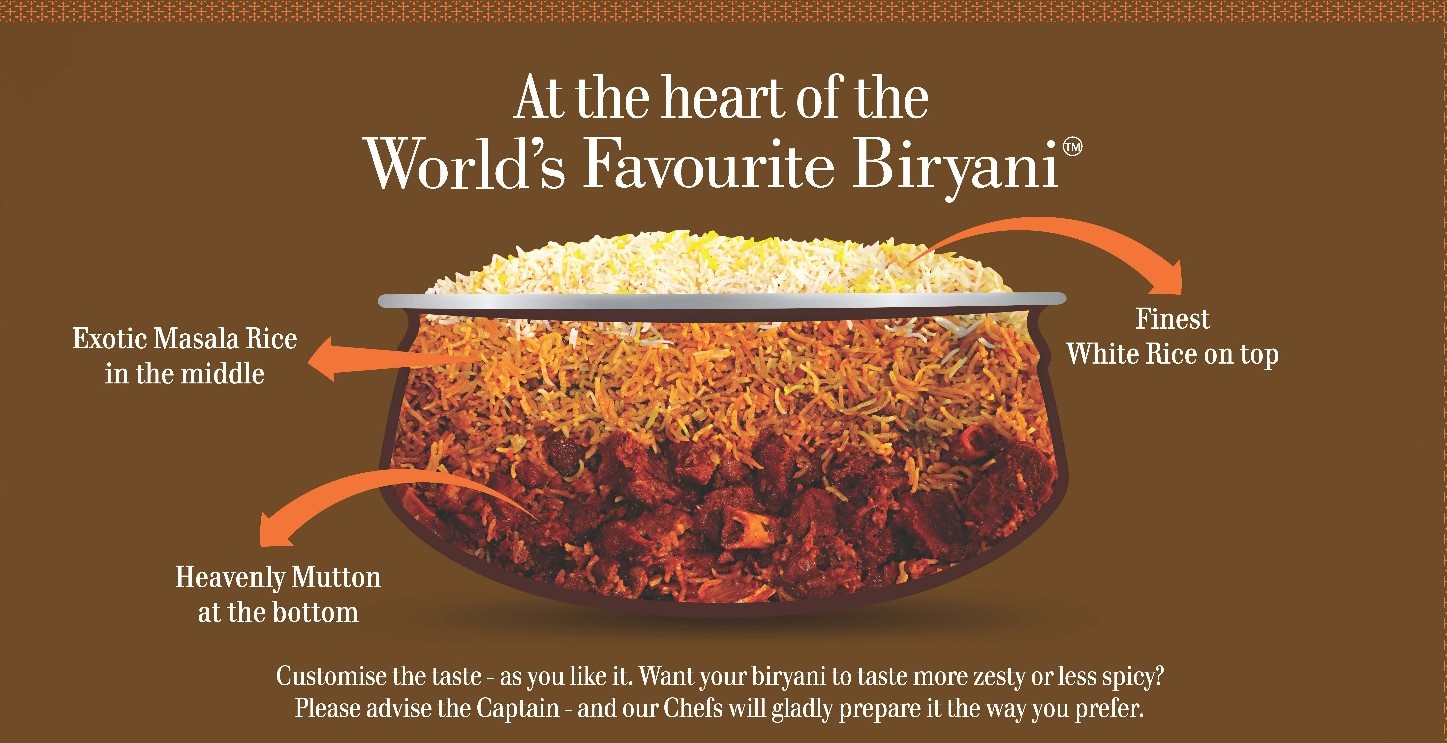 At the heart of the
World's Favourite Biryani™
Exotic Masala Rice
in the middle
Finest
White Rice on top
Heavenly Mutton
at the bottom
Customise the taste - as you like it. Want your biryani to taste more zesty or less spicy?
Please advise the Captain - and our Chefs will gladly prepare it the way you prefer.